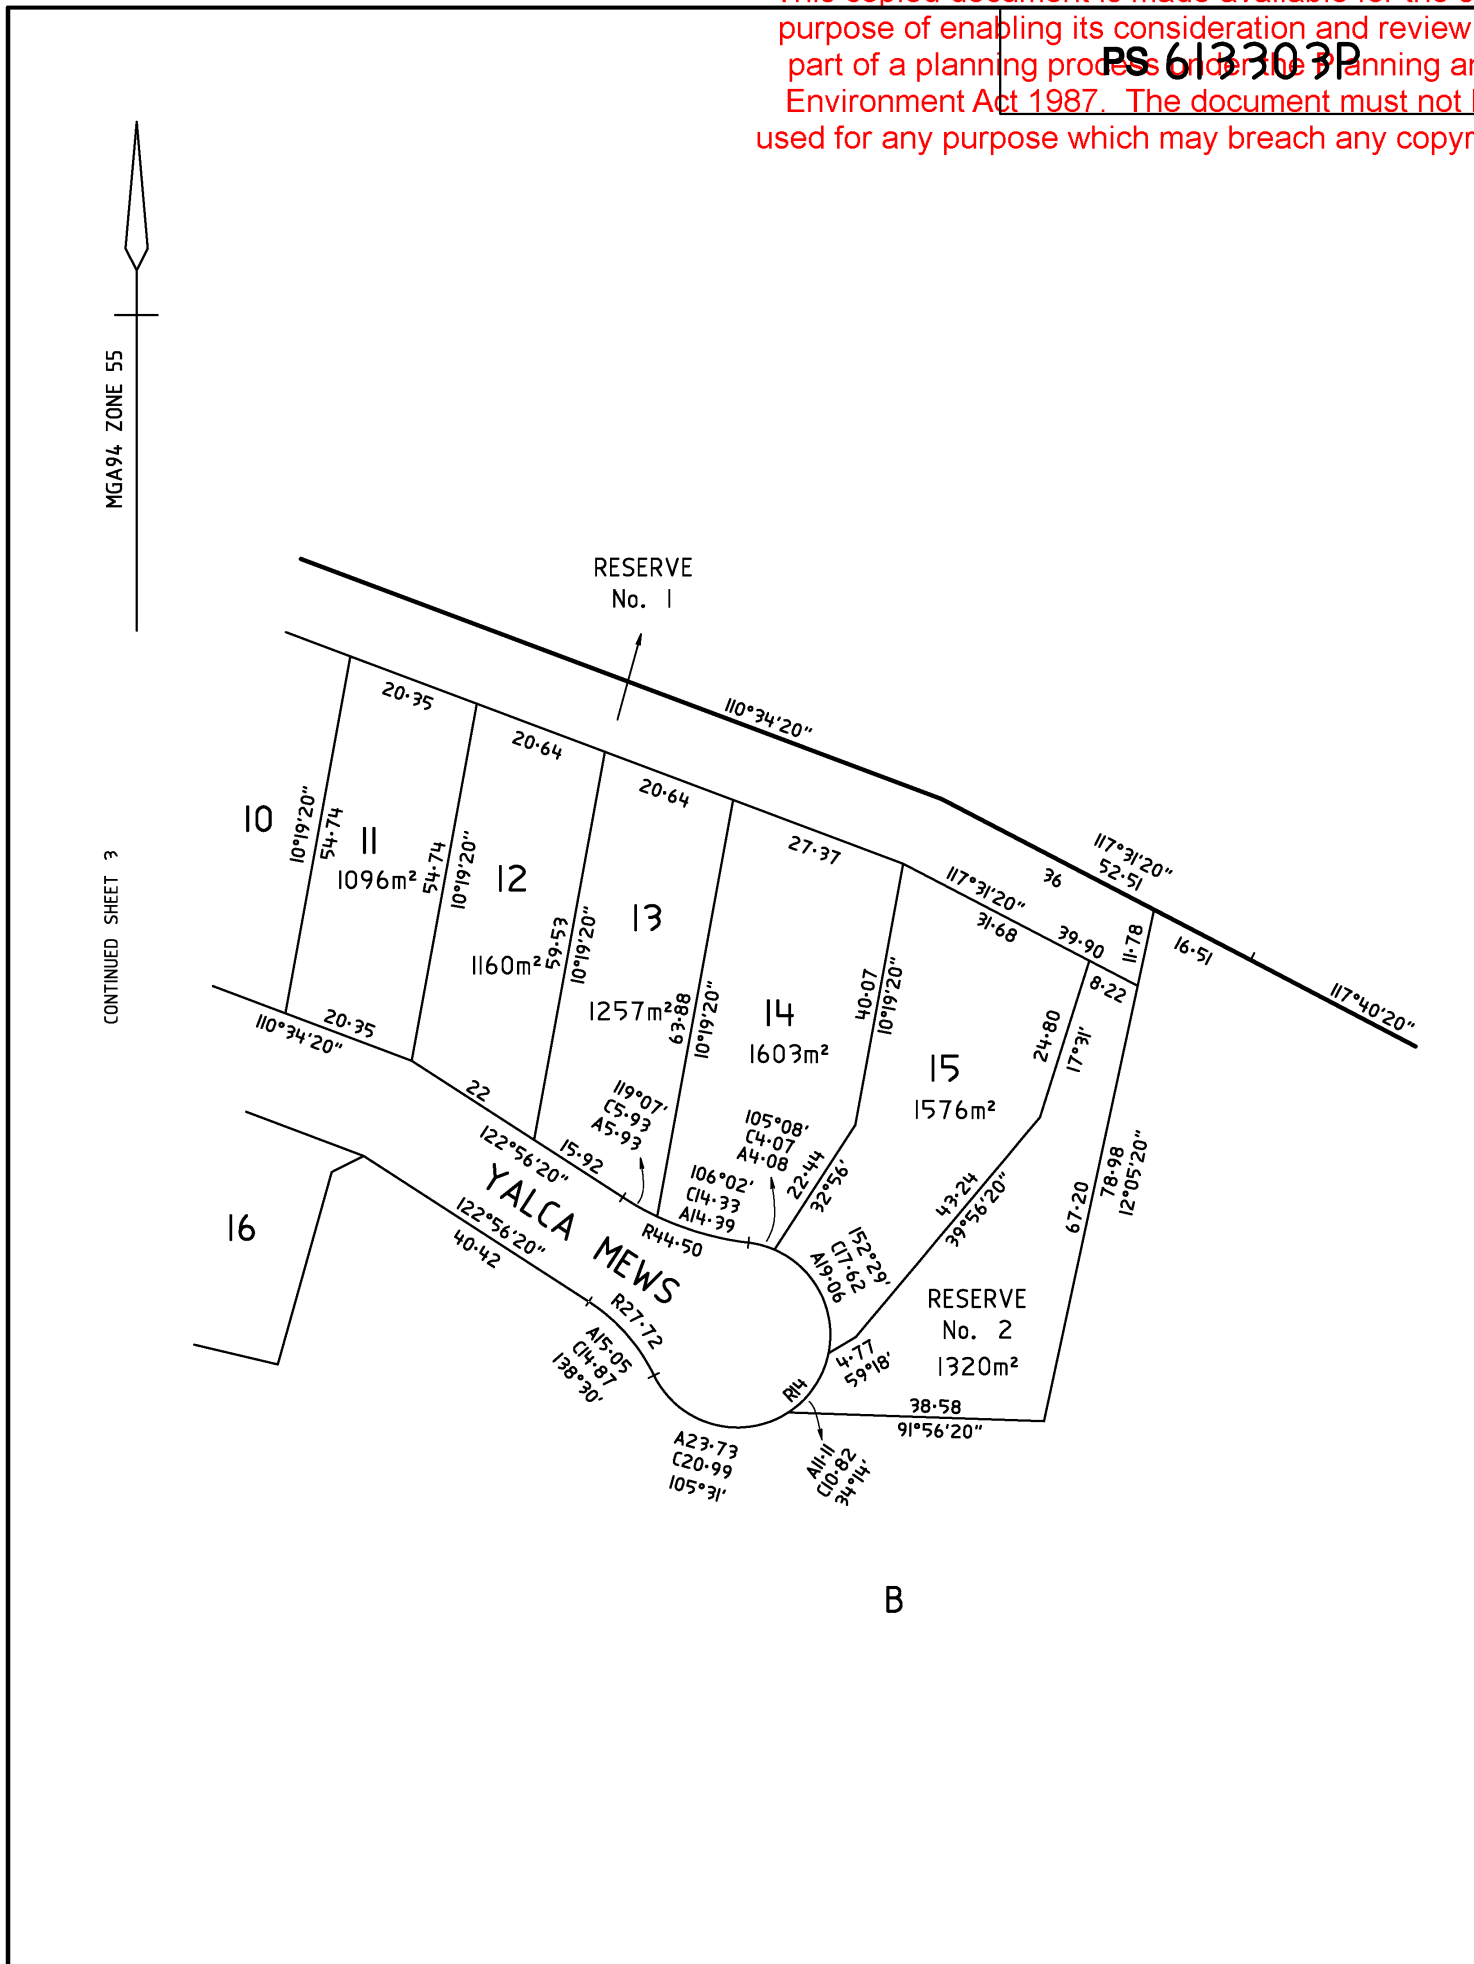 purpose of enabling its consideration and review
part of a planning process under the Planning
Environment Act 1987. The document must not
used for any purpose which may breach any
PS 613303P
MGA94 ZONE 55
CONTINUED SHEET 3
RESERVE
No. 1
110°34'20"
20·35
20·64
20·64
27·37
117°31'20"
52·51
36
117°31'20"
31·68
39·90
8·22
11·78
16·51
117°40'20"
10
10°19'20"
54·74
11
1096m²
54·74
10°19'20"
12
1160m²
59·53
10°19'20"
13
1257m²
63·88
10°19'20"
14
1603m²
40·07
10°19'20"
15
1576m²
24·80
17°31'
20·35
110°34'20"
22
122°56'20"
15·92
119°07'
C5·93
A5·93
106°02'
C14·33
A14·39
R44·50
105°08'
C4·07
A4·08
22·44
32°56'
152°29'
C17·62
A19·06
43·24
39°56'20"
67·20
78·98
12°05'20"
YALCA MEWS
16
122°56'20"
40·42
R27·72
A15·05
C14·87
138°30'
4·77
59°18'
R14
RESERVE
No. 2
1320m²
38·58
91°56'20"
A23·73
C20·99
105°31'
A11·11
C10·82
34°14'
B